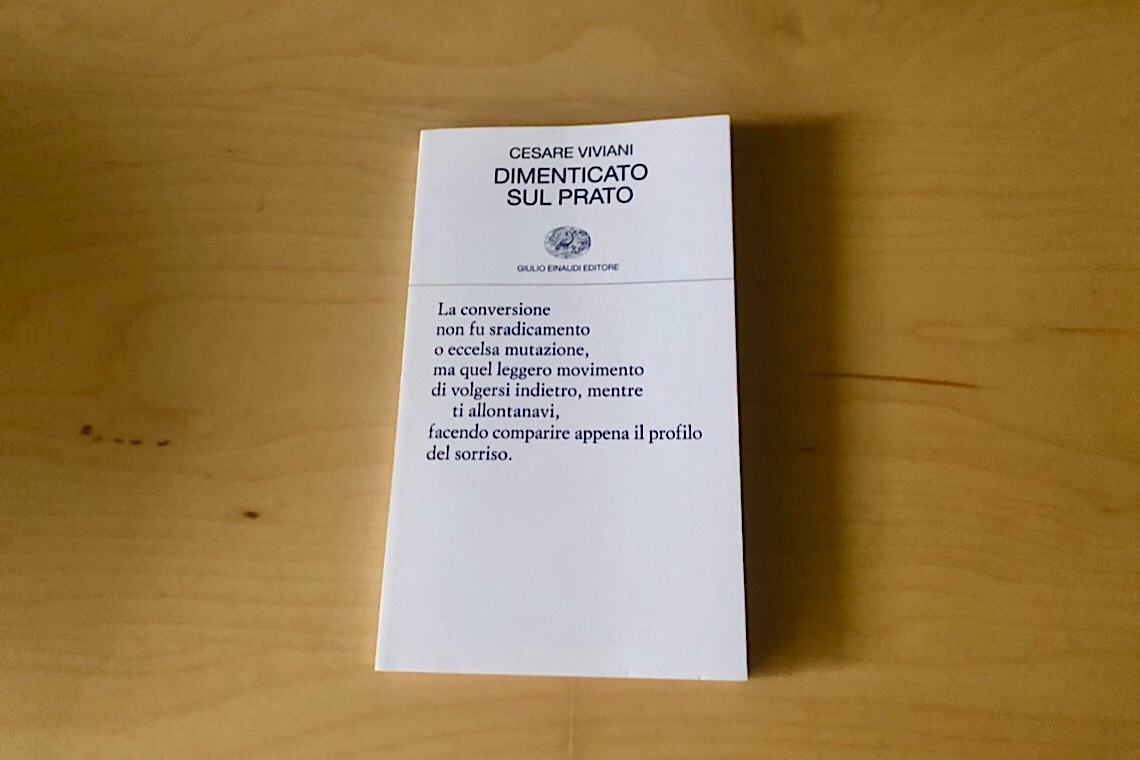 CESARE VIVIANI
DIMENTICATO
SUL PRATO
GIULIO EINAUDI EDITORE
La conversione
non fu sradicamento
o eccelsa mutazione,
ma quel leggero movimento
di volgersi indietro, mentre
ti allontanavi,
facendo comparire appena il profilo
del sorriso.